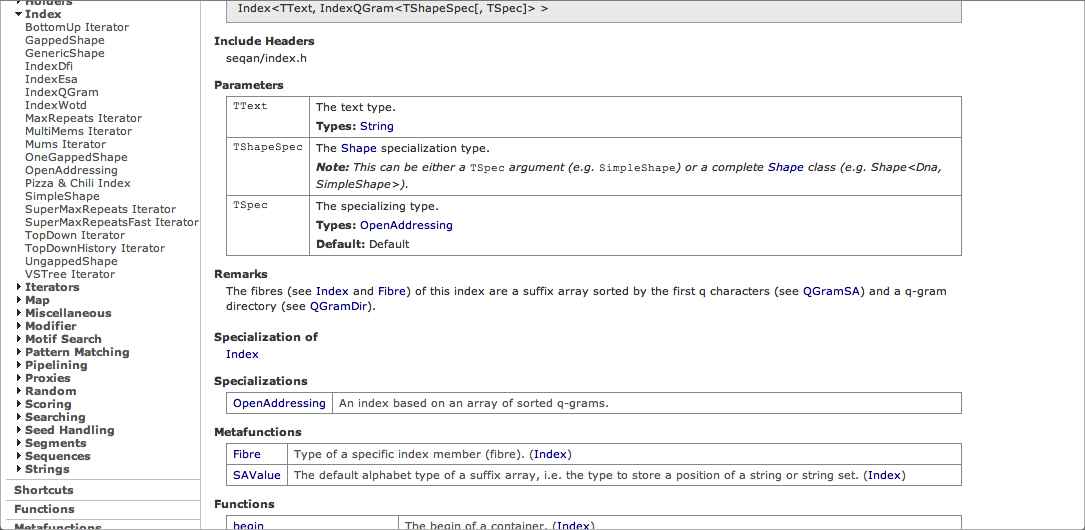 Holders
Index
BottomUp Iterator
GappedShape
GenericShape
IndexDfi
IndexEsa
IndexQGram
IndexWotd
MaxRepeats Iterator
MultiMems Iterator
Mums Iterator
OneGappedShape
OpenAddressing
Pizza & Chili Index
SimpleShape
SuperMaxRepeats Iterator
SuperMaxRepeatsFast Iterator
TopDown Iterator
TopDownHistory Iterator
UngappedShape
VSTree Iterator
Iterators
Map
Miscellaneous
Modifier
Motif Search
Pattern Matching
Pipelining
Proxies
Random
Scoring
Searching
Seed Handling
Segments
Sequences
Strings
Shortcuts
Functions
Metafunctions
Index<TText, IndexQGram<TShapeSpec[, TSpec]> >
Include Headers
seqan/index.h
Parameters
TText The text type.
Types: String
TShapeSpec The Shape specialization type.
Note: This can be either a TSpec argument (e.g. SimpleShape) or a complete Shape class (e.g. Shape<Dna,
SimpleShape>).
TSpec The specializing type.
Types: OpenAddressing
Default: Default
Remarks
The fibres (see Index and Fibre) of this index are a suffix array sorted by the first q characters (see QGramSA) and a q-gram
directory (see QGramDir).
Specialization of
Index
Specializations
OpenAddressing An index based on an array of sorted q-grams.
Metafunctions
Fibre Type of a specific index member (fibre). (Index)
SAValue The default alphabet type of a suffix array, i.e. the type to store a position of a string or string set. (Index)
Functions
begin The begin of a container. (Index)